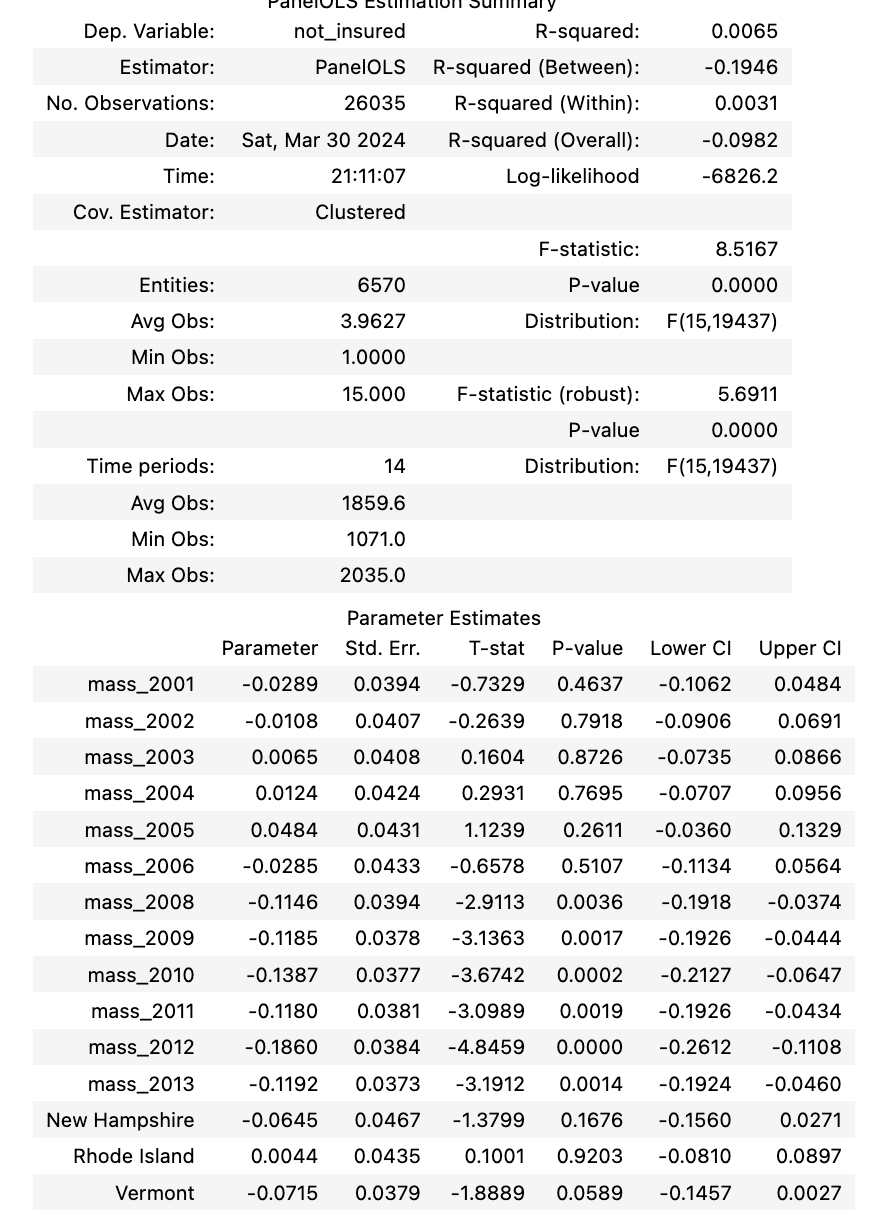 PanelOLS Estimation Summary
Dep. Variable: not_insured R-squared: 0.0065
Estimator: PanelOLS R-squared (Between): -0.1946
No. Observations: 26035 R-squared (Within): 0.0031
Date: Sat, Mar 30 2024 R-squared (Overall): -0.0982
Time: 21:11:07 Log-likelihood -6826.2
Cov. Estimator: Clustered
F-statistic: 8.5167
Entities: 6570 P-value 0.0000
Avg Obs: 3.9627 Distribution: F(15,19437)
Min Obs: 1.0000
Max Obs: 15.000 F-statistic (robust): 5.6911
P-value 0.0000
Time periods: 14 Distribution: F(15,19437)
Avg Obs: 1859.6
Min Obs: 1071.0
Max Obs: 2035.0
Parameter Estimates
Parameter Std. Err. T-stat P-value Lower CI Upper CI
mass_2001 -0.0289 0.0394 -0.7329 0.4637 -0.1062 0.0484
mass_2002 -0.0108 0.0407 -0.2639 0.7918 -0.0906 0.0691
mass_2003 0.0065 0.0408 0.1604 0.8726 -0.0735 0.0866
mass_2004 0.0124 0.0424 0.2931 0.7695 -0.0707 0.0956
mass_2005 0.0484 0.0431 1.1239 0.2611 -0.0360 0.1329
mass_2006 -0.0285 0.0433 -0.6578 0.5107 -0.1134 0.0564
mass_2008 -0.1146 0.0394 -2.9113 0.0036 -0.1918 -0.0374
mass_2009 -0.1185 0.0378 -3.1363 0.0017 -0.1926 -0.0444
mass_2010 -0.1387 0.0377 -3.6742 0.0002 -0.2127 -0.0647
mass_2011 -0.1180 0.0381 -3.0989 0.0019 -0.1926 -0.0434
mass_2012 -0.1860 0.0384 -4.8459 0.0000 -0.2612 -0.1108
mass_2013 -0.1192 0.0373 -3.1912 0.0014 -0.1924 -0.0460
New Hampshire -0.0645 0.0467 -1.3799 0.1676 -0.1560 0.0271
Rhode Island 0.0044 0.0435 0.1001 0.9203 -0.0810 0.0897
Vermont -0.0715 0.0379 -1.8889 0.0589 -0.1457 0.0027